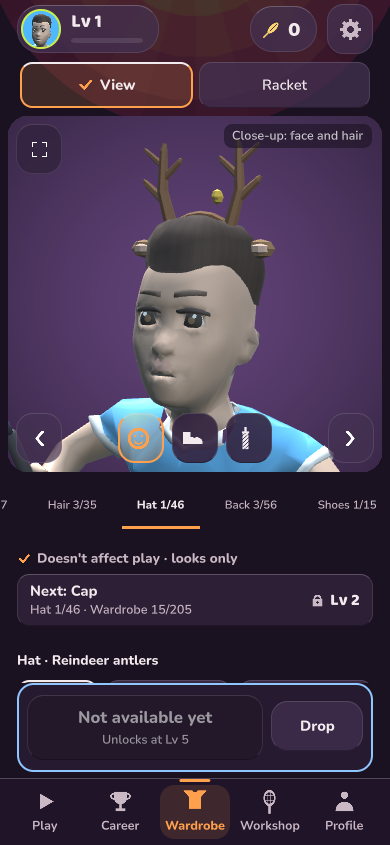 Lv 1
0
View
Racket
Close-up: face and hair
7
Hair 3/35
Hat 1/46
Back 3/56
Shoes 1/15
Doesn't affect play · looks only
Next: Cap
Hat 1/46 · Wardrobe 15/205
Lv 2
Hat · Reindeer antlers
Not available yet
Unlocks at Lv 5
Drop
Play
Career
Wardrobe
Workshop
Profile